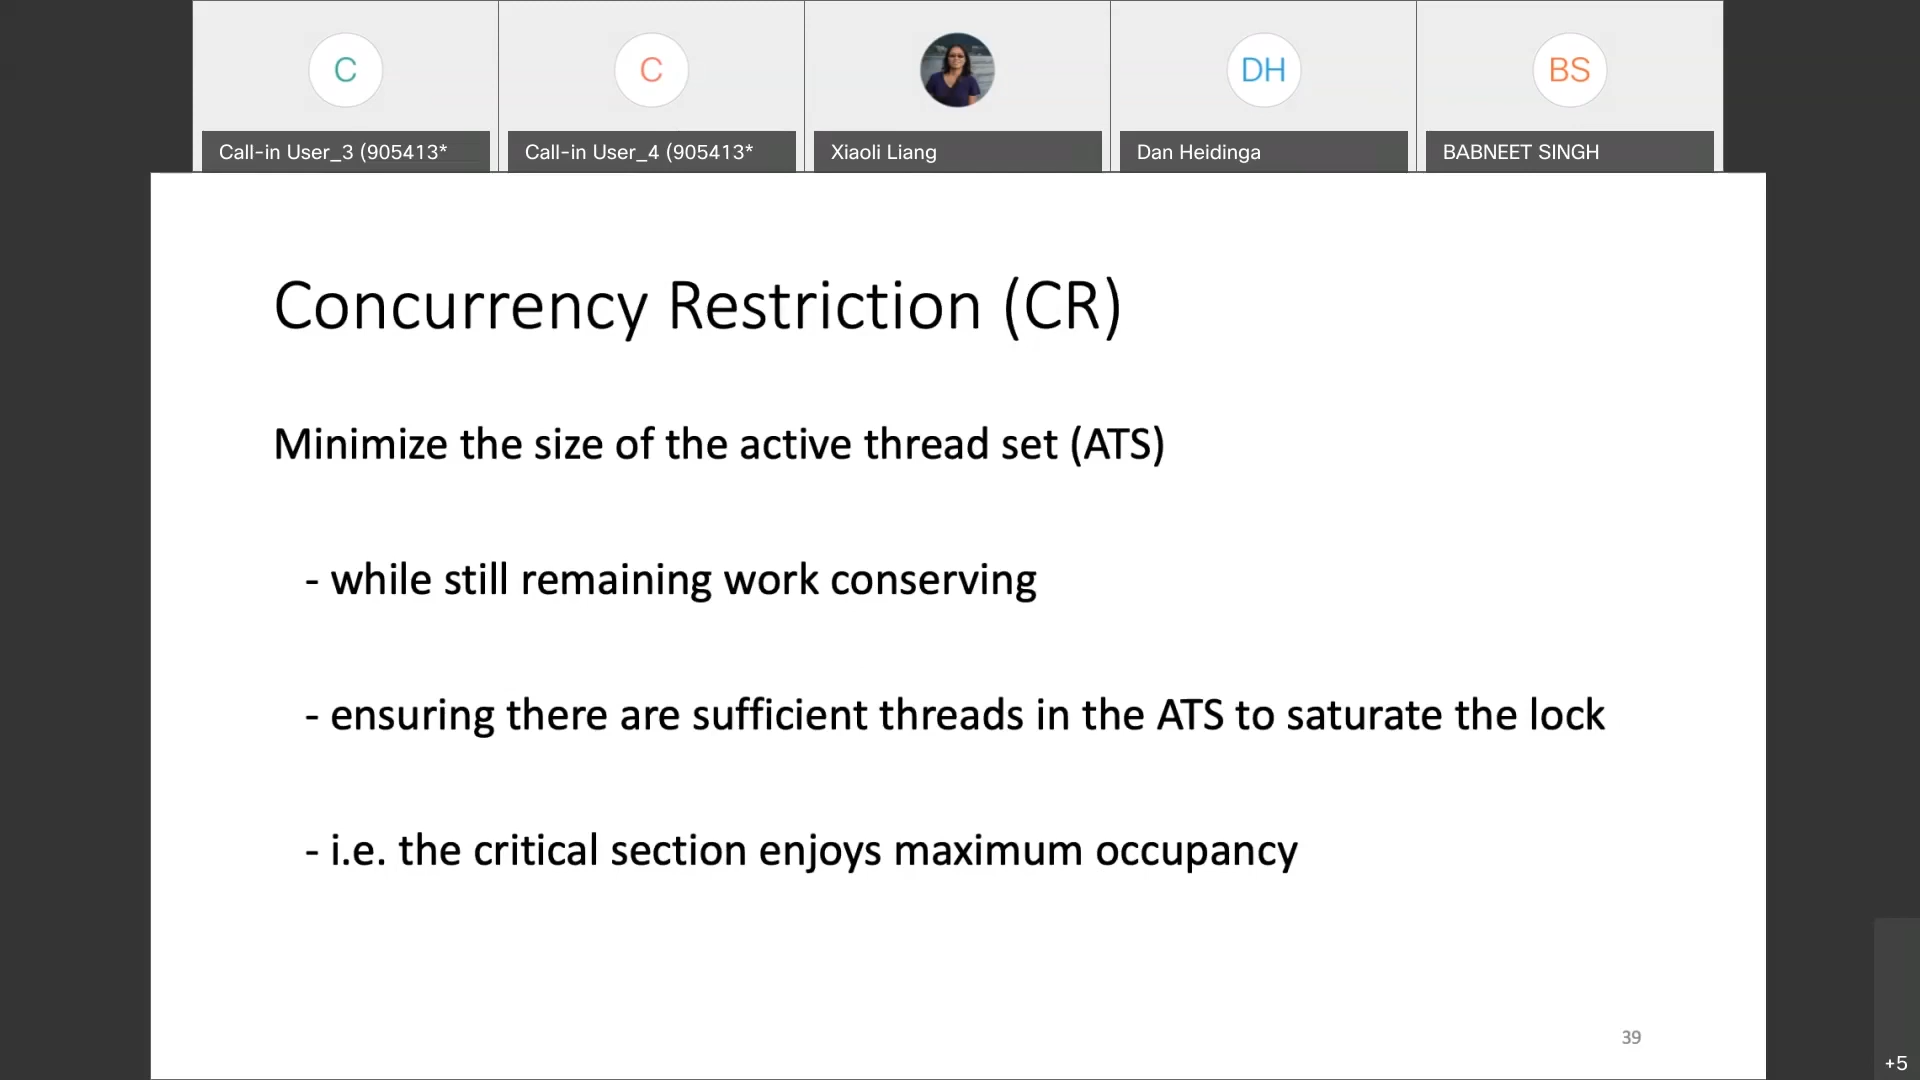 C
C
DH
BS
Call-in User_3 (905413*
Call-in User_4 (905413*
Xiaoli Liang
Dan Heidinga
BABNEET SINGH
Concurrency Restriction (CR)
Minimize the size of the active thread set (ATS)
- while still remaining work conserving
- ensuring there are sufficient threads in the ATS to saturate the lock
- i.e. the critical section enjoys maximum occupancy
39
+5